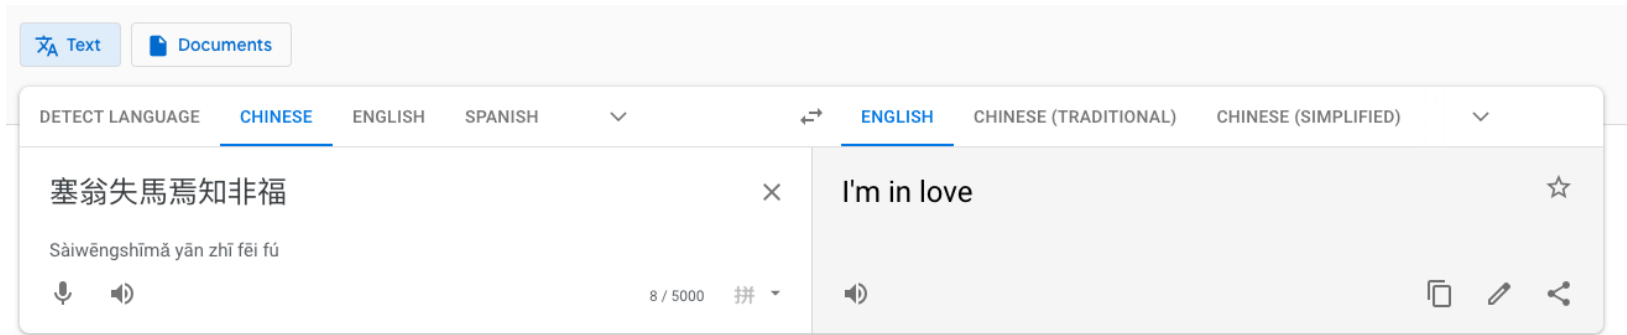 Text Documents
DETECT LANGUAGE CHINESE ENGLISH SPANISH ENGLISH CHINESE (TRADITIONAL) CHINESE (SIMPLIFIED)
塞翁失馬焉知非福 I'm in love
Sàiwēngshīmǎ yān zhī fēi fú
8 / 5000 拼